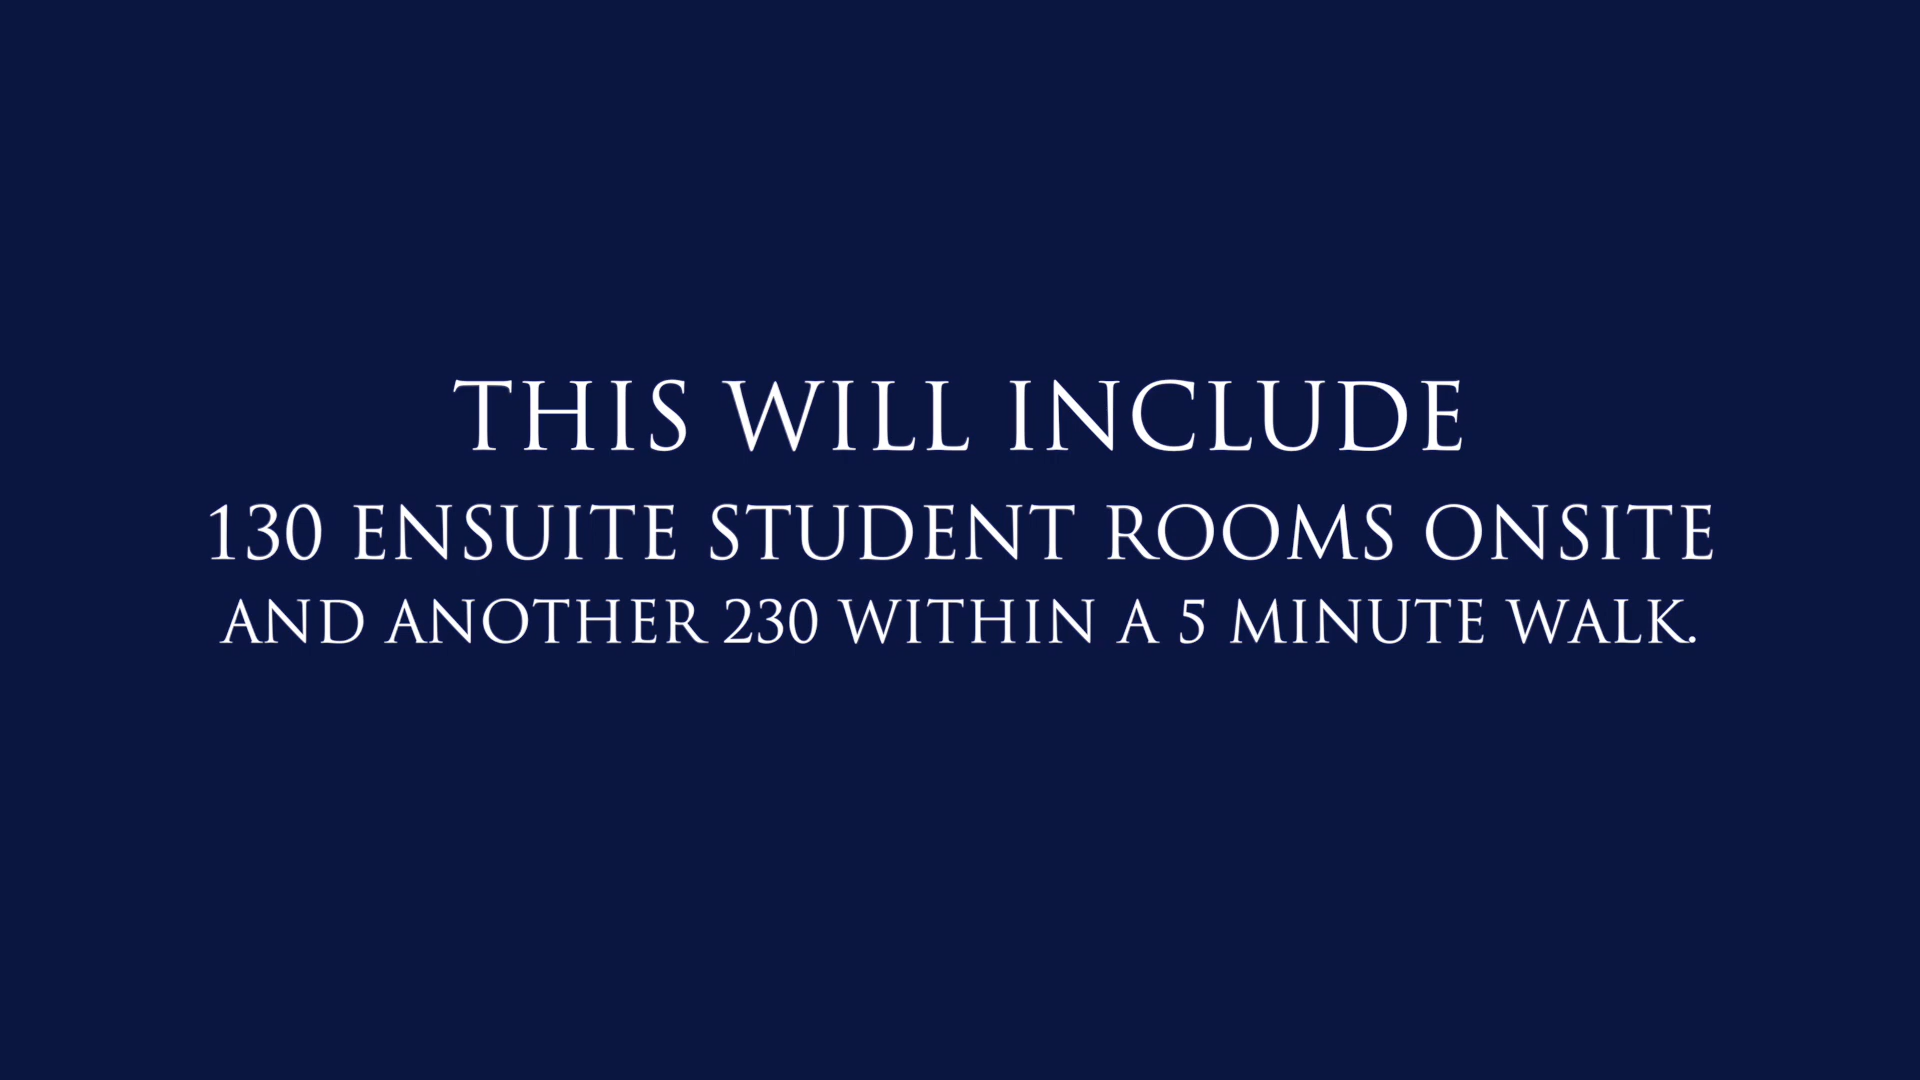 THIS WILL INCLUDE
130 ENSUITE STUDENT ROOMS ONSITE
AND ANOTHER 230 WITHIN A 5 MINUTE WALK.